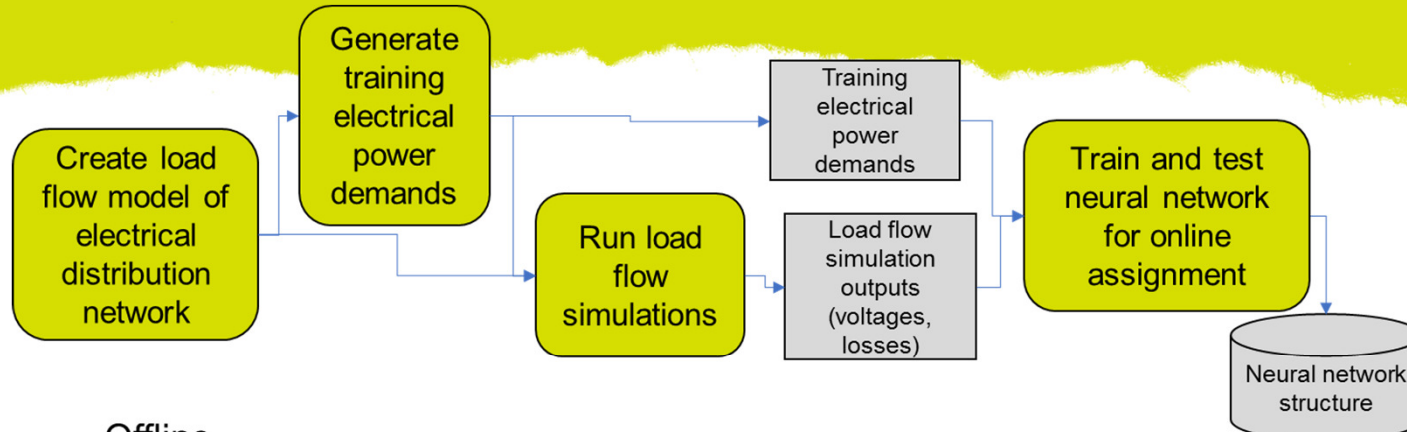 Generate
training
electrical
power
demands
Create load
flow model of
electrical
distribution
network
Run load
flow
simulations
Training
electrical
power
demands
Load flow
simulation
outputs
(voltages,
losses)
Train and test
neural network
for online
assignment
Neural network
structure
Offline